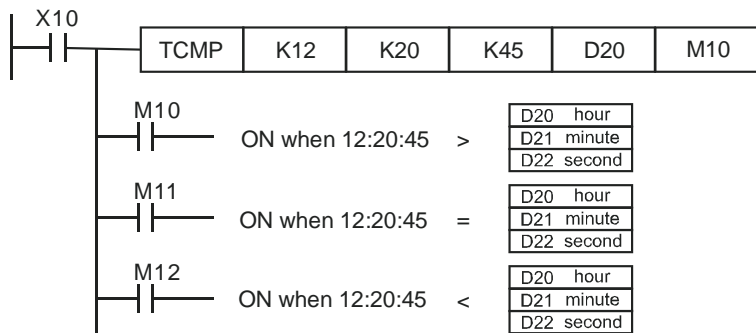 X10
TCMP K12 K20 K45 D20 M10
M10
ON when 12:20:45 >
D20 hour
D21 minute
D22 second
M11
ON when 12:20:45 =
D20 hour
D21 minute
D22 second
M12
ON when 12:20:45 <
D20 hour
D21 minute
D22 second